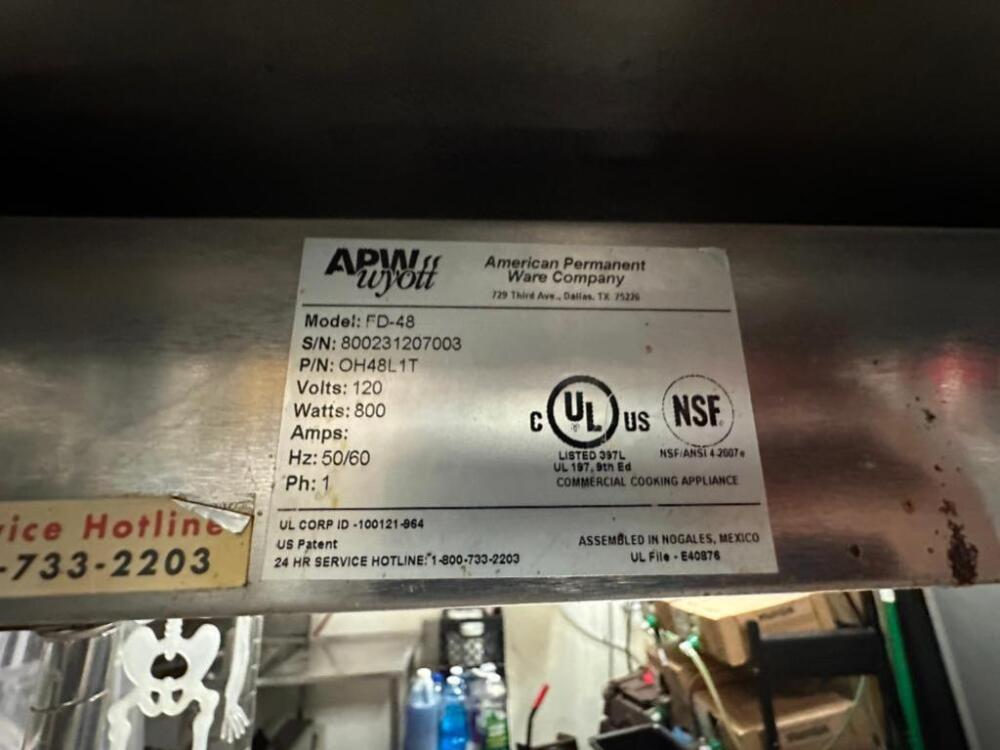 APW
wyott
American Permanent
Ware Company
729 Third Ave., Dallas, TX 75226
Model: FD-48
S/N: 800231207003
P/N: OH48L1T
Volts: 120
Watts: 800
Amps:
Hz: 50/60
Ph: 1
C UL US
LISTED 397L
UL 197, 9th Ed
NSF
NSF/ANSI 4-2007e
COMMERCIAL COOKING APPLIANCE
UL CORP ID -100121-964
US Patent
24 HR SERVICE HOTLINE: 1-800-733-2203
ASSEMBLED IN NOGALES, MEXICO
UL File - E40876
vice Hotline
-733-2203